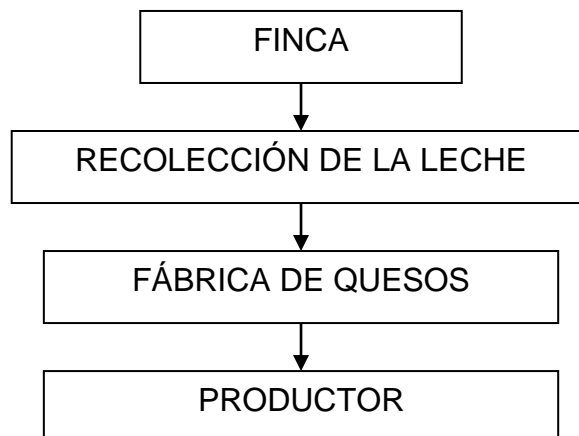 FINCA
RECOLECCIÓN DE LA LECHE
FÁBRICA DE QUESOS
PRODUCTOR